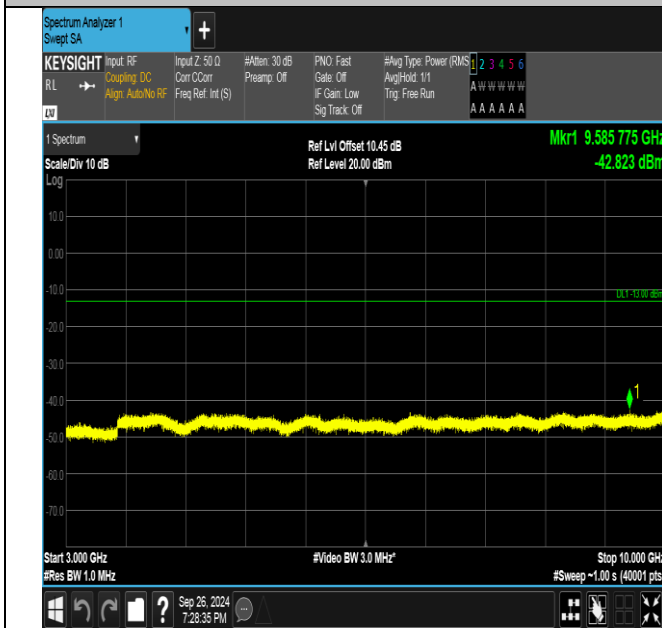 Spectrum Analyzer 1
Swept SA
+
KEYSIGHT
RL
LXI
Input: RF
Coupling: DC
Align: Auto/No RF
Input Z: 50 Ω
Corr CCorr
Freq Ref: Int (S)
#Atten: 30 dB
Preamp: Off
PNO: Fast
Gate: Off
IF Gain: Low
Sig Track: Off
#Avg Type: Power (RMS
Avg|Hold: 1/1
Trig: Free Run
1 2 3 4 5 6
A W W W W W
A A A A A A
1 Spectrum
Scale/Div 10 dB
Ref Lvl Offset 10.45 dB
Ref Level 20.00 dBm
Mkr1 9.585 775 GHz
-42.823 dBm
Log
10.0
0.00
-10.0
DL1 -13.00 dBm
-20.0
-30.0
-40.0
1
-50.0
-60.0
-70.0
Start 3.000 GHz
#Video BW 3.0 MHz*
Stop 10.000 GHz
#Res BW 1.0 MHz
#Sweep ~1.00 s (40001 pts
?
Sep 26, 2024
7:28:35 PM